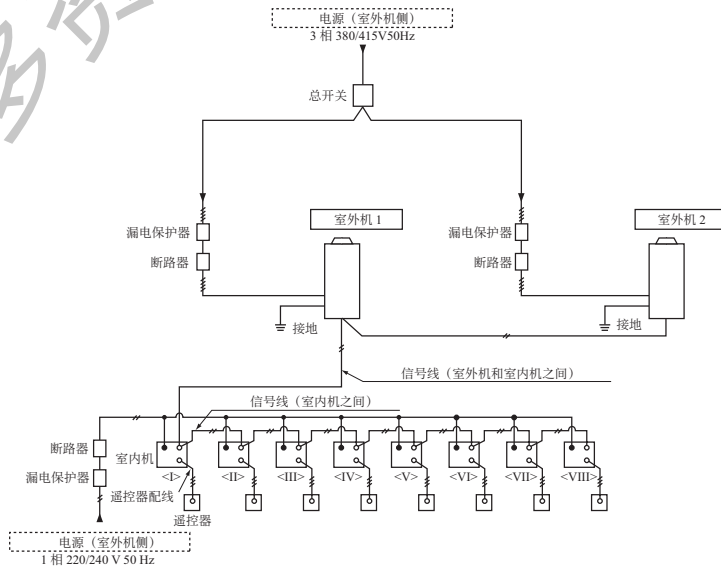 电源（室外机侧）
3 相 380/415V50Hz
总开关
室外机 1
室外机 2
漏电保护器
漏电保护器
断路器
断路器
接地
接地
信号线（室外机和室内机之间）
信号线（室内机之间）
断路器
室内机
漏电保护器
<I> <II> <III> <IV> <V> <VI> <VII> <VIII>
遥控器配线
遥控器
电源（室外机侧）
1 相 220/240 V 50 Hz